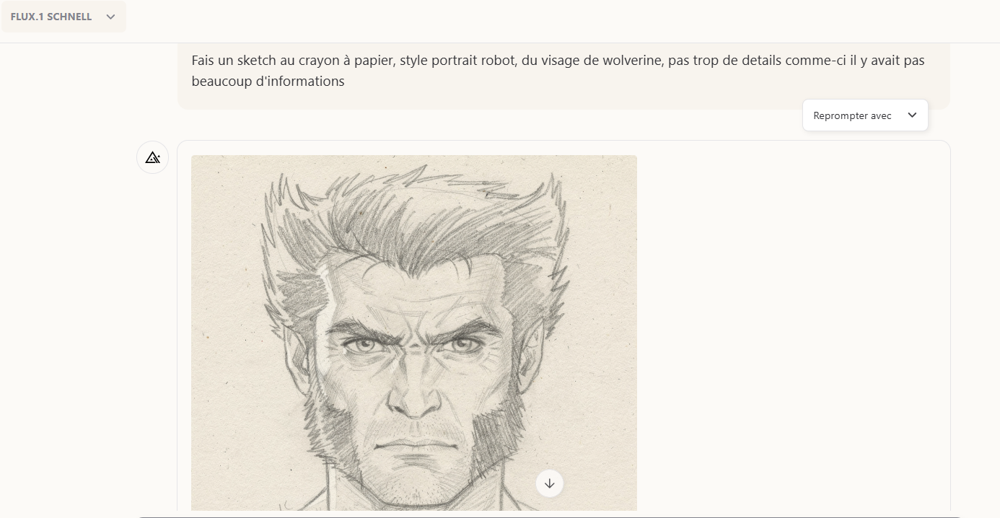 FLUX.1 SCHNELL
Fais un sketch au crayon à papier, style portrait robot, du visage de wolverine, pas trop de details comme-ci il y avait pas
beaucoup d'informations
Reprompter avec